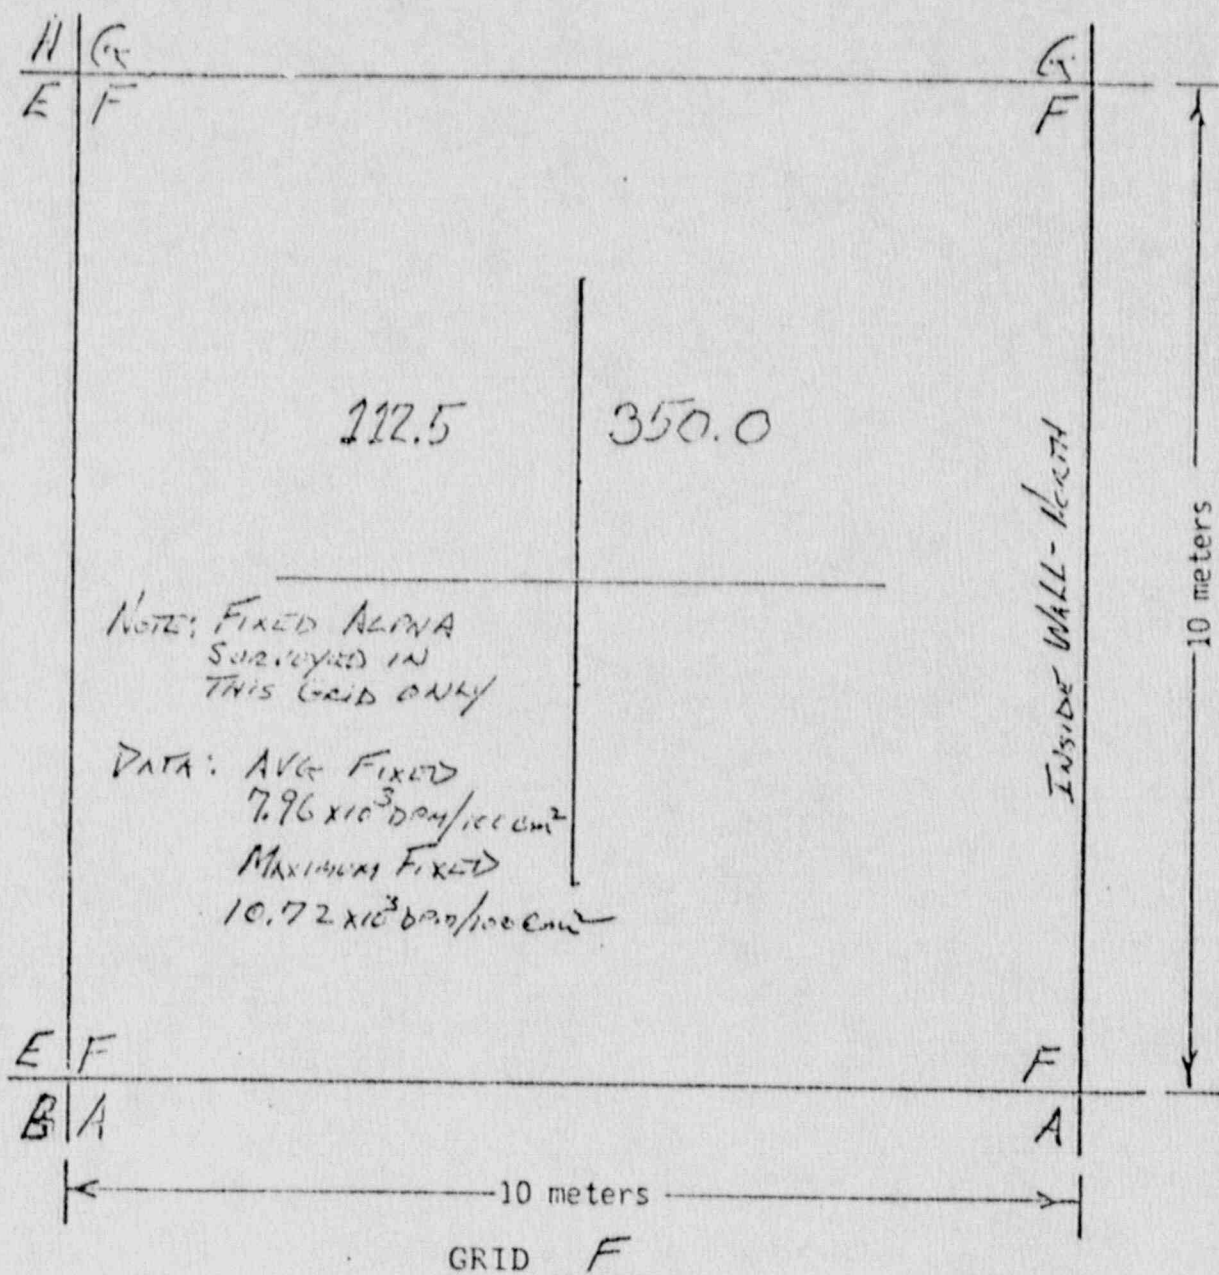 H G
G
E F
F
112.5
350.0
INSIDE WALL - NORTH
10 meters
NOTE: FIXED ALPHA
SURVEYED IN
THIS GRID ONLY
DATA: AVG FIXED
7.96 x10³ DPM/100 cm²
MAXIMUM FIXED
10.72 x10³ DPM/100 cm²
E F
F
B A
A
10 meters
GRID F